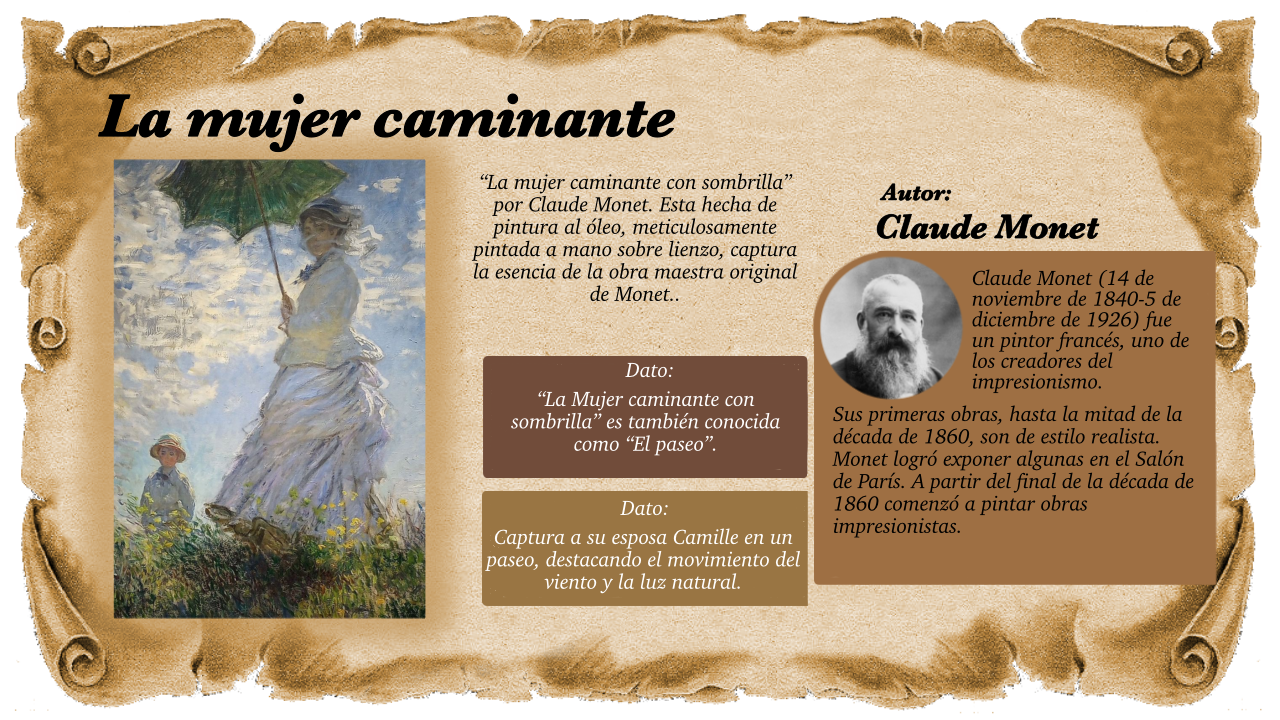 La mujer caminante
“La mujer caminante con sombrilla”
por Claude Monet. Esta hecha de
pintura al óleo, meticulosamente
pintada a mano sobre lienzo, captura
la esencia de la obra maestra original
de Monet..
Dato:
“La Mujer caminante con
sombrilla” es también conocida
como “El paseo”.
Dato:
Captura a su esposa Camille en un
paseo, destacando el movimiento del
viento y la luz natural.
Autor:
Claude Monet
Claude Monet (14 de
noviembre de 1840-5 de
diciembre de 1926) fue
un pintor francés, uno de
los creadores del
impresionismo.
Sus primeras obras, hasta la mitad de la
década de 1860, son de estilo realista.
Monet logró exponer algunas en el Salón
de París. A partir del final de la década de
1860 comenzó a pintar obras
impresionistas.